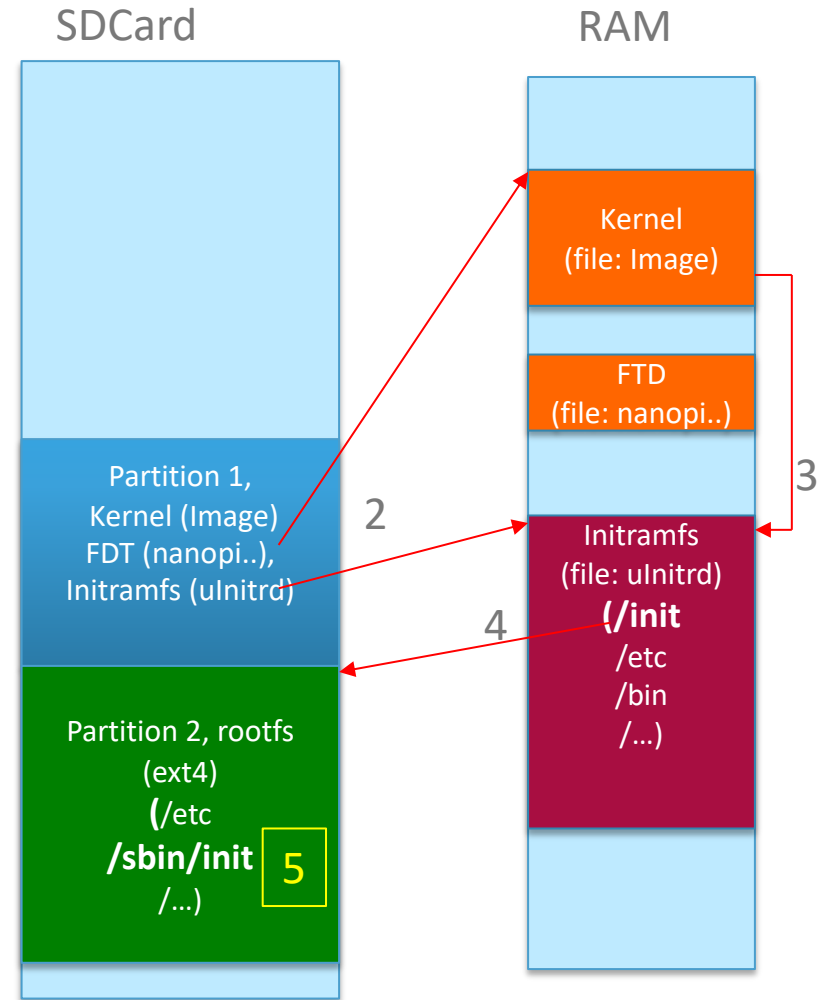 SDCard
Partition 1,
Kernel (Image)
FDT (nanopi..),
Initramfs (uInitrd)
Partition 2, rootfs
(ext4)
(/etc
/sbin/init
/…)
5
2
4
RAM
Kernel
(file: Image)
FTD
(file: nanopi..)
Initramfs
(file: uInitrd)
(/init
/etc
/bin
/…)
3